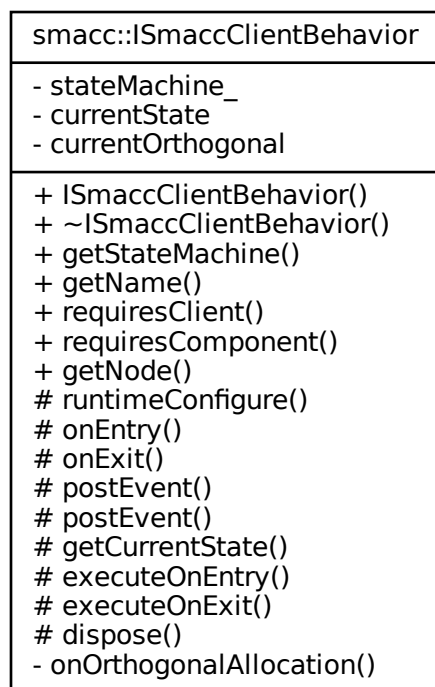 smacc::ISmaccClientBehavior
- stateMachine_
- currentState
- currentOrthogonal
+ ISmaccClientBehavior()
+ ~ISmaccClientBehavior()
+ getStateMachine()
+ getName()
+ requiresClient()
+ requiresComponent()
+ getNode()
# runtimeConfigure()
# onEntry()
# onExit()
# postEvent()
# postEvent()
# getCurrentState()
# executeOnEntry()
# executeOnExit()
# dispose()
- onOrthogonalAllocation()